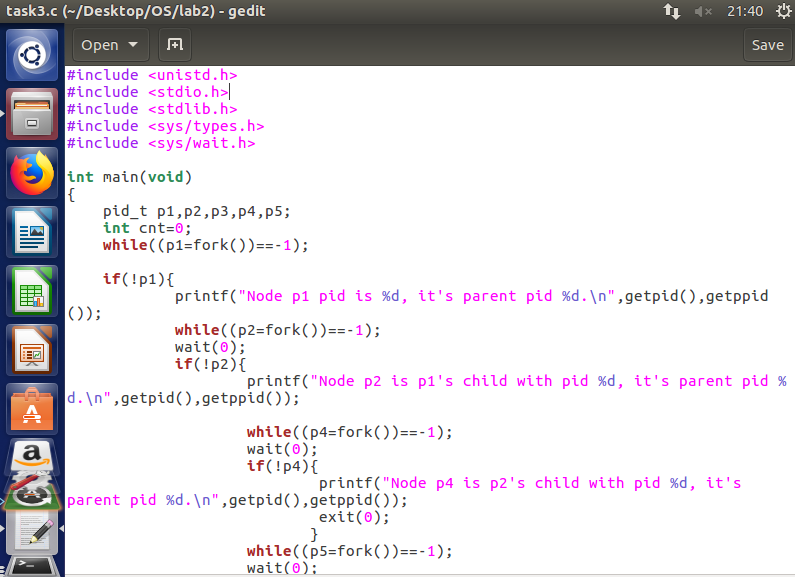 task3.c (~/Desktop/OS/lab2) - gedit
21:40
Open
Save
#include <unistd.h>
#include <stdio.h>
#include <stdlib.h>
#include <sys/types.h>
#include <sys/wait.h>
int main(void)
{
pid_t p1,p2,p3,p4,p5;
int cnt=0;
while((p1=fork())==-1);
if(!p1){
printf("Node p1 pid is %d, it's parent pid %d.\n",getpid(),getppid
());
while((p2=fork())==-1);
wait(0);
if(!p2){
printf("Node p2 is p1's child with pid %d, it's parent pid %
d.\n",getpid(),getppid());
while((p4=fork())==-1);
wait(0);
if(!p4){
printf("Node p4 is p2's child with pid %d, it's
parent pid %d.\n",getpid(),getppid());
exit(0);
}
while((p5=fork())==-1);
wait(0);